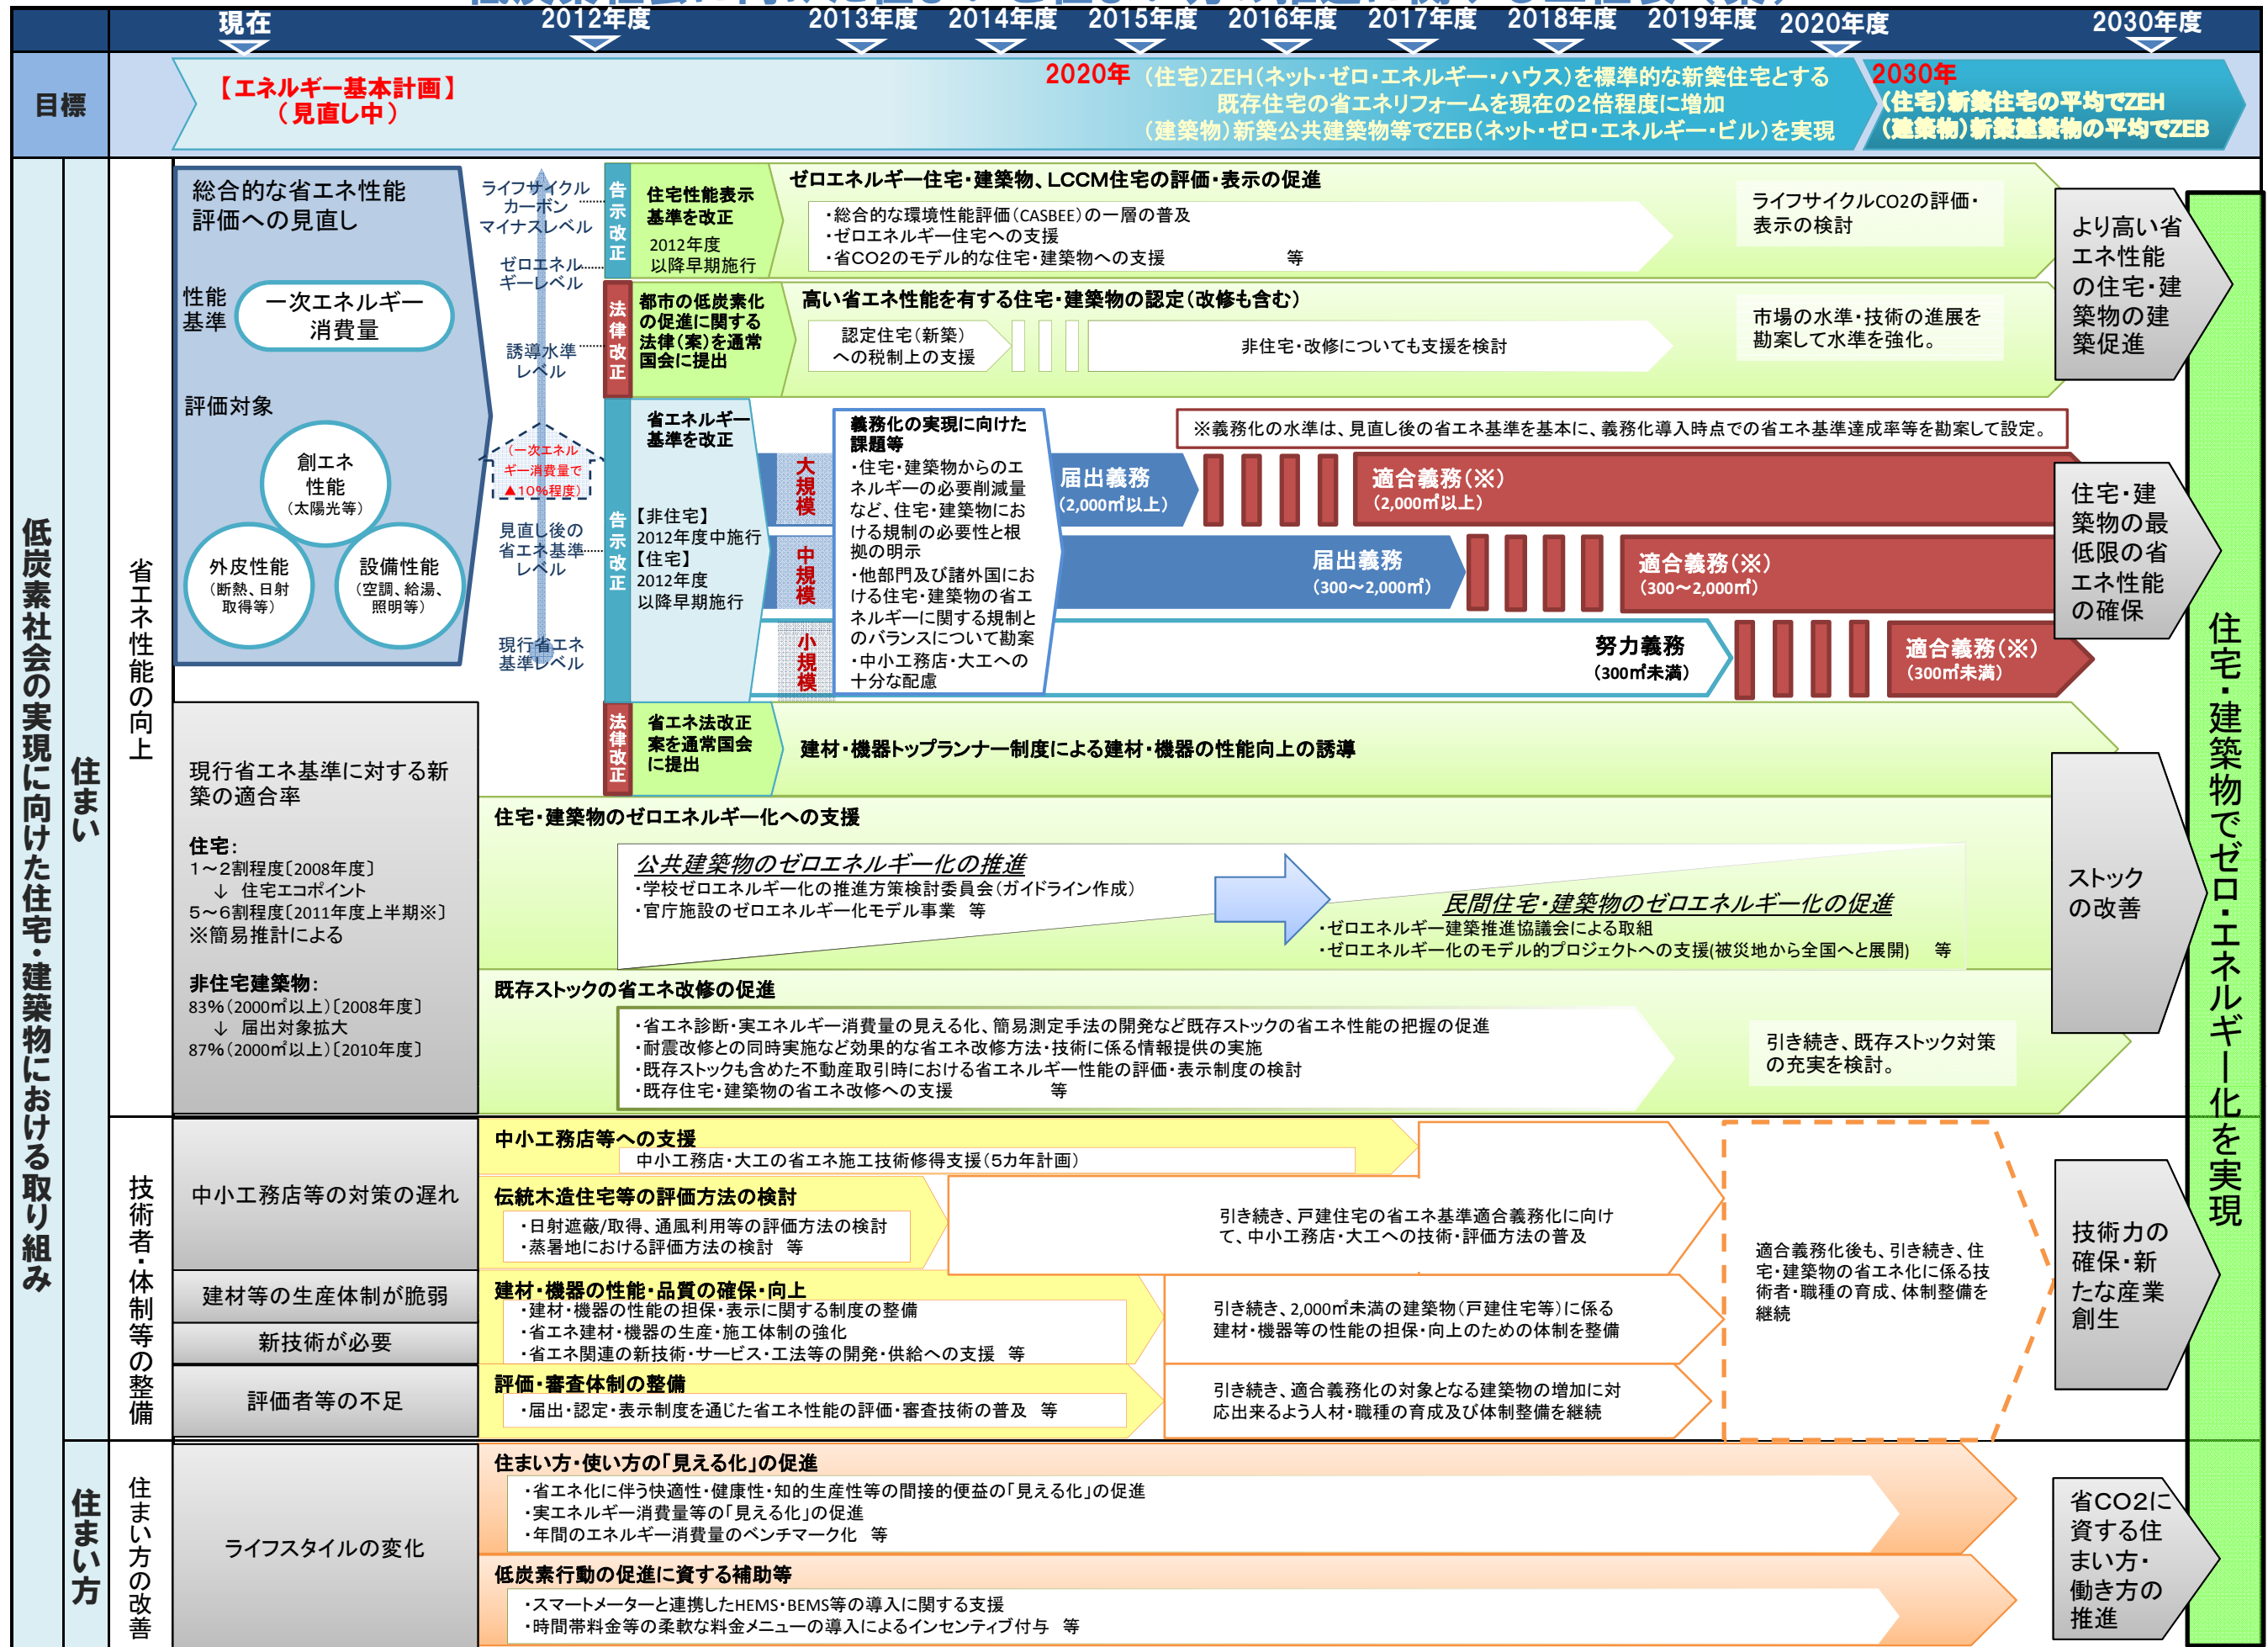 現在
2012年度
2013年度
2014年度
2015年度
2016年度
2017年度
2018年度
2019年度
2020年度
2030年度
目標
【エネルギー基本計画】
（見直し中）
2020年
（住宅）ZEH（ネット・ゼロ・エネルギー・ハウス）を標準的な新築住宅とする
既存住宅の省エネリフォームを現在の2倍程度に増加
（建築物）新築公共建築物等でZEB（ネット・ゼロ・エネルギー・ビル）を実現
2030年
（住宅）新築住宅の平均でZEH
（建築物）新築建築物の平均でZEB
低炭素社会の実現に向けた住宅・建築物における取り組み
住まい
省エネ性能の向上
総合的な省エネ性能
評価への見直し
性能
基準
一次エネルギー
消費量
評価対象
創エネ
性能
（太陽光等）
外皮性能
（断熱、日射
取得等）
設備性能
（空調、給湯、
照明等）
ライフサイクル
カーボン
マイナスレベル
ゼロエネル
ギーレベル
誘導水準
レベル
（一次エネル
ギー消費量で
▲10％程度）
見直し後の
省エネ基準
レベル
現行省エネ
基準レベル
告示改正
住宅性能表示
基準を改正
2012年度
以降早期施行
ゼロエネルギー住宅・建築物、LCCM住宅の評価・表示の促進
・総合的な環境性能評価（CASBEE）の一層の普及
・ゼロエネルギー住宅への支援
・省CO2のモデル的な住宅・建築物への支援　　等
ライフサイクルCO2の評価・
表示の検討
法律改正
都市の低炭素化
の促進に関する
法律（案）を通常
国会に提出
高い省エネ性能を有する住宅・建築物の認定（改修も含む）
認定住宅（新築）
への税制上の支援
非住宅・改修についても支援を検討
市場の水準・技術の進展を
勘案して水準を強化。
より高い省
エネ性能
の住宅・建
築物の建
築促進
告示改正
省エネルギー
基準を改正
【非住宅】
2012年度中施行
【住宅】
2012年度
以降早期施行
大規模
中規模
小規模
義務化の実現に向けた
課題等
・住宅・建築物からのエ
ネルギーの必要削減量
など、住宅・建築物にお
ける規制の必要性と根
拠の明示
・他部門及び諸外国にお
ける住宅・建築物の省エ
ネルギーに関する規制と
のバランスについて勘案
・中小工務店・大工への
十分な配慮
※義務化の水準は、見直し後の省エネ基準を基本に、義務化導入時点での省エネ基準達成率等を勘案して設定。
届出義務
（2,000㎡以上）
適合義務（※）
（2,000㎡以上）
届出義務
（300～2,000㎡）
適合義務（※）
（300～2,000㎡）
努力義務
（300㎡未満）
適合義務（※）
（300㎡未満）
住宅・建
築物の最
低限の省
エネ性能
の確保
住宅・建築物でゼロ・エネルギー化を実現
法律改正
省エネ法改正
案を通常国会
に提出
建材・機器トップランナー制度による建材・機器の性能向上の誘導
現行省エネ基準に対する新
築の適合率
住宅：
1～2割程度〔2008年度〕
↓ 住宅エコポイント
5～6割程度〔2011年度上半期※〕
※簡易推計による
非住宅建築物：
83％（2000㎡以上）〔2008年度〕
↓ 届出対象拡大
87％（2000㎡以上）〔2010年度〕
住宅・建築物のゼロエネルギー化への支援
公共建築物のゼロエネルギー化の推進
・学校ゼロエネルギー化の推進方策検討委員会（ガイドライン作成）
・官庁施設のゼロエネルギー化モデル事業 等
民間住宅・建築物のゼロエネルギー化の促進
・ゼロエネルギー建築推進協議会による取組
・ゼロエネルギー化のモデル的プロジェクトへの支援(被災地から全国へと展開)　等
既存ストックの省エネ改修の促進
・省エネ診断・実エネルギー消費量の見える化、簡易測定手法の開発など既存ストックの省エネ性能の把握の促進
・耐震改修との同時実施など効果的な省エネ改修方法・技術に係る情報提供の実施
・既存ストックも含めた不動産取引時における省エネルギー性能の評価・表示制度の検討
・既存住宅・建築物の省エネ改修への支援　　等
引き続き、既存ストック対策
の充実を検討。
ストック
の改善
技術者・体制等の整備
中小工務店等の対策の遅れ
建材等の生産体制が脆弱
新技術が必要
評価者等の不足
中小工務店等への支援
中小工務店・大工の省エネ施工技術修得支援（5カ年計画）
伝統木造住宅等の評価方法の検討
・日射遮蔽/取得、通風利用等の評価方法の検討
・蒸暑地における評価方法の検討 等
引き続き、戸建住宅の省エネ基準適合義務化に向け
て、中小工務店・大工への技術・評価方法の普及
建材・機器の性能・品質の確保・向上
・建材・機器の性能の担保・表示に関する制度の整備
・省エネ建材・機器の生産・施工体制の強化
・省エネ関連の新技術・サービス・工法等の開発・供給への支援 等
引き続き、2,000㎡未満の建築物（戸建住宅等）に係る
建材・機器等の性能の担保・向上のための体制を整備
評価・審査体制の整備
・届出・認定・表示制度を通じた省エネ性能の評価・審査技術の普及 等
引き続き、適合義務化の対象となる建築物の増加に対
応出来るよう人材・職種の育成及び体制整備を継続
適合義務化後も、引き続き、住
宅・建築物の省エネ化に係る技
術者・職種の育成、体制整備を
継続
技術力の
確保・新
たな産業
創生
住まい方
住まい方の改善
ライフスタイルの変化
住まい方・使い方の「見える化」の促進
・省エネ化に伴う快適性・健康性・知的生産性等の間接的便益の「見える化」の促進
・実エネルギー消費量等の「見える化」の促進
・年間のエネルギー消費量のベンチマーク化 等
低炭素行動の促進に資する補助等
・スマートメーターと連携したHEMS・BEMS等の導入に関する支援
・時間帯料金等の柔軟な料金メニューの導入によるインセンティブ付与 等
省CO2に
資する住
まい方・
働き方の
推進